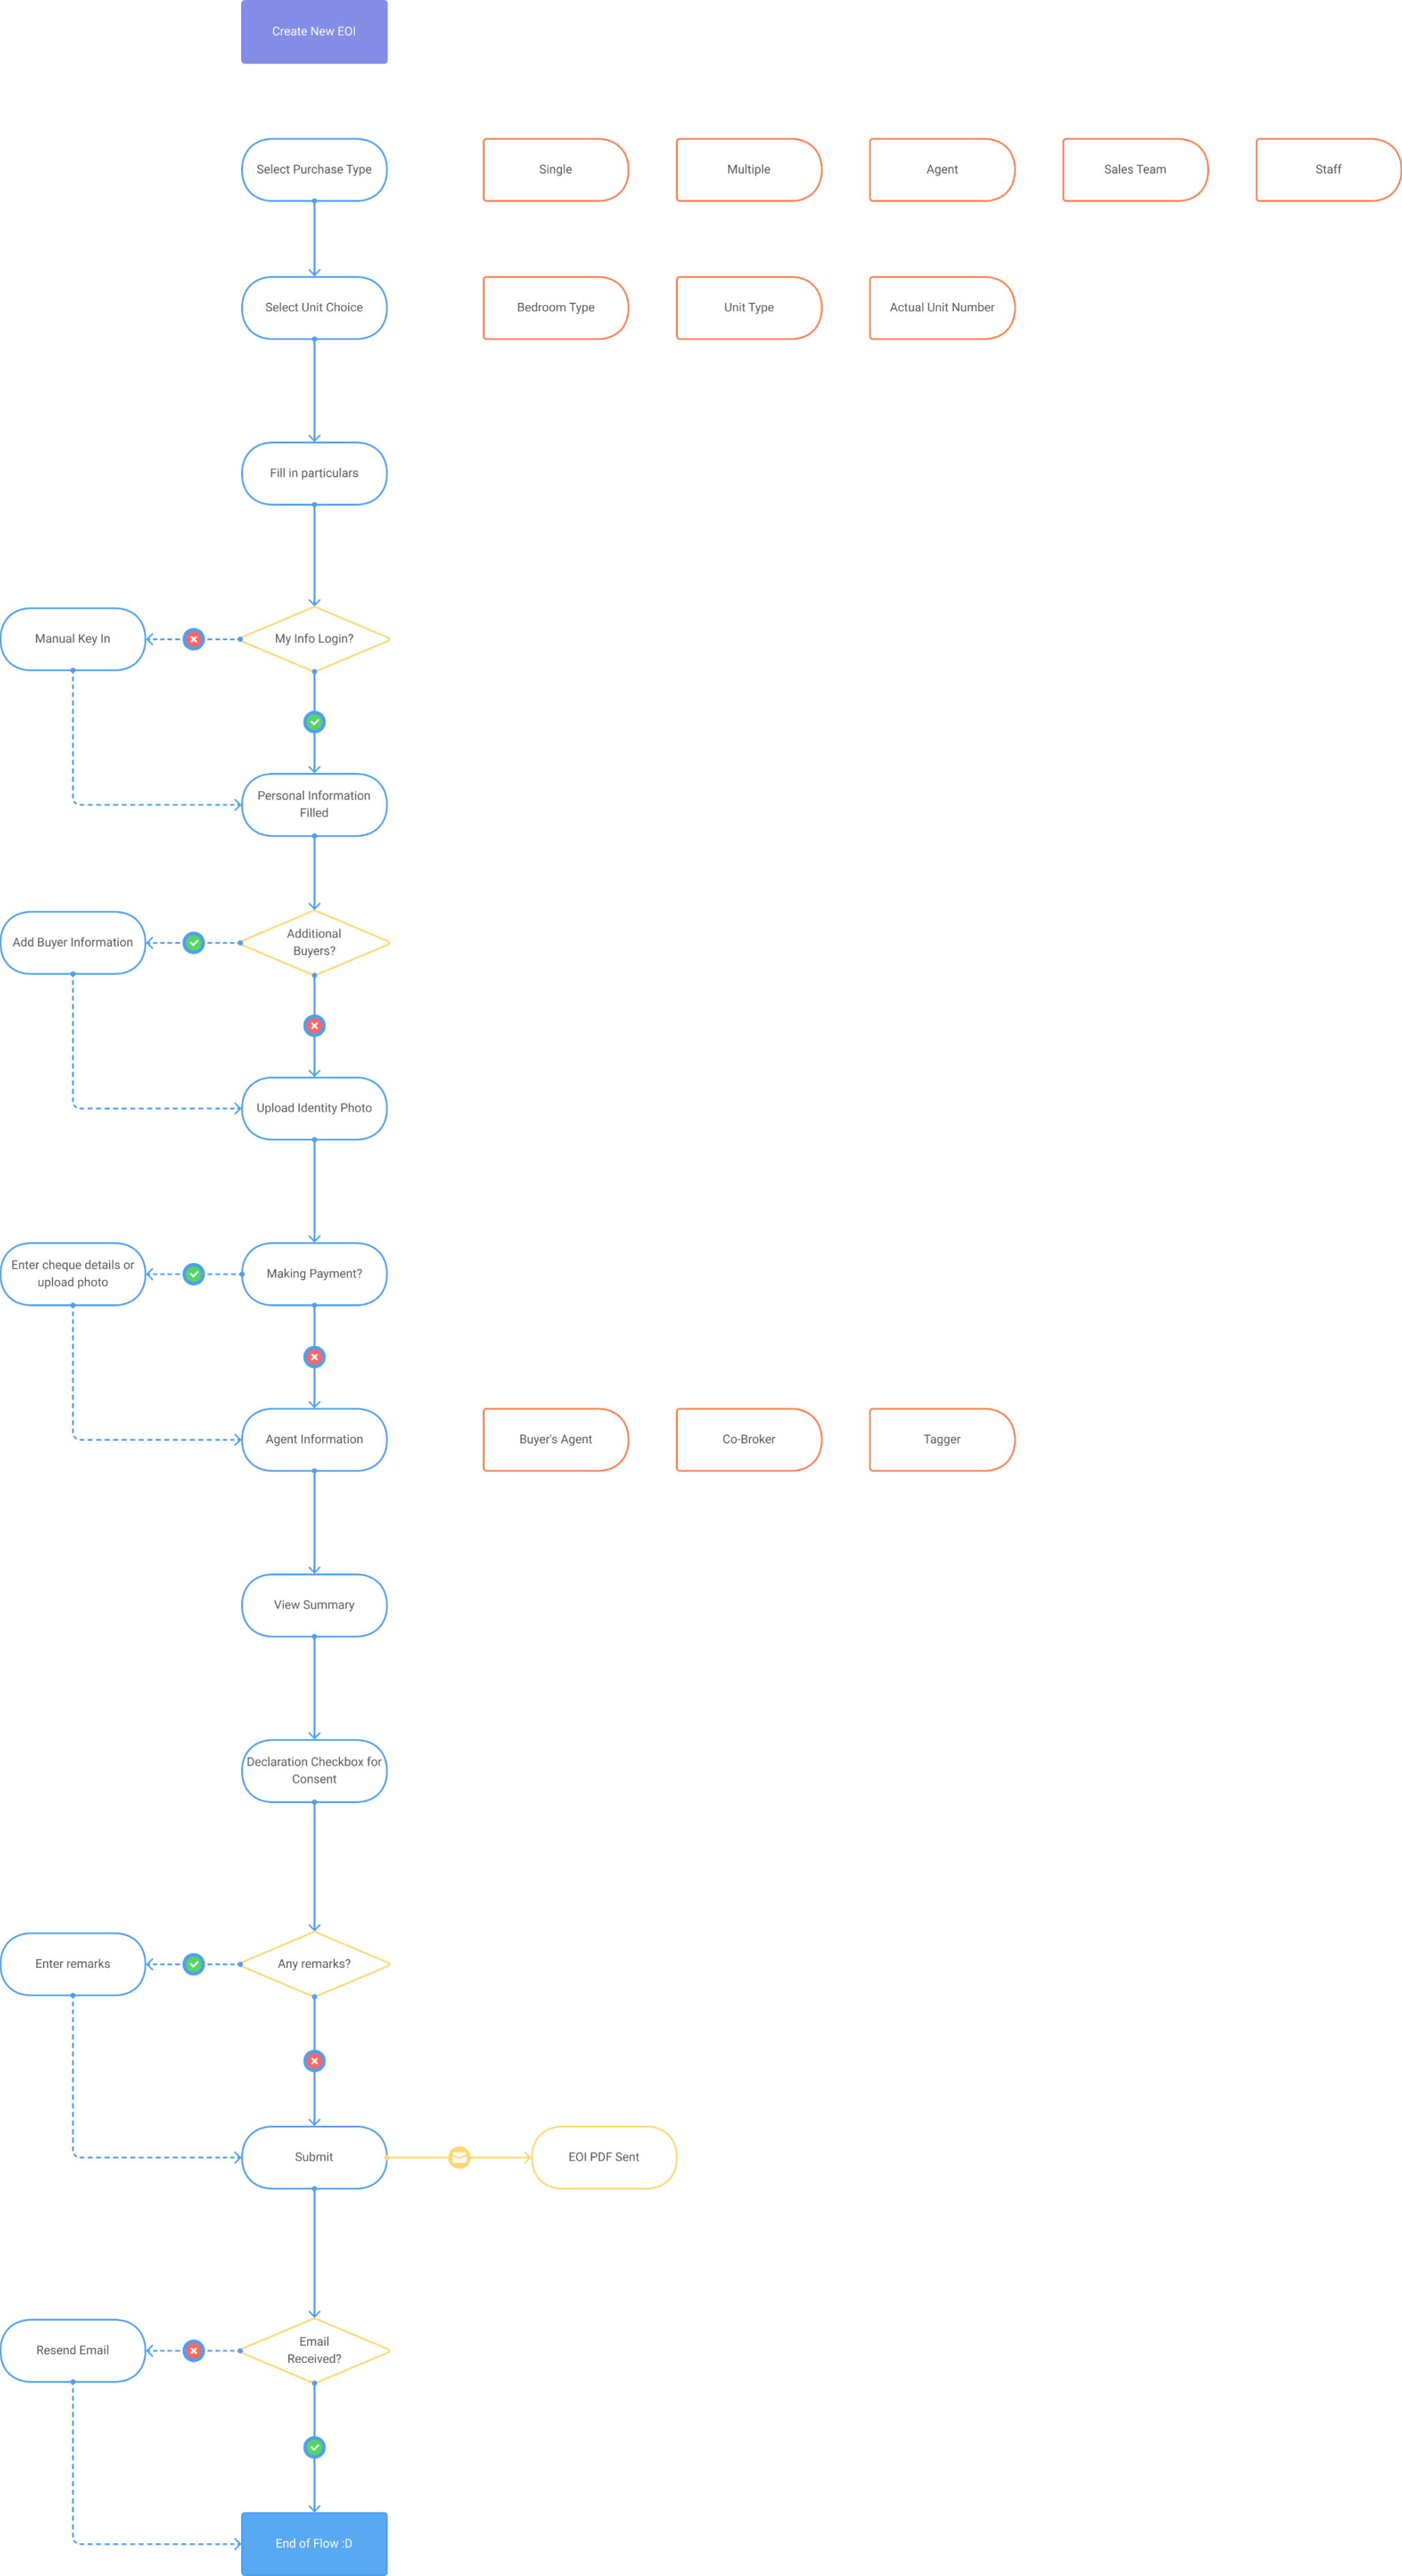 Create New EOI
Select Purchase Type
Single
Multiple
Agent
Sales Team
Staff
Select Unit Choice
Bedroom Type
Unit Type
Actual Unit Number
Fill in particulars
Manual Key In
My Info Login?
Personal Information
Filled
Add Buyer Information
Additional
Buyers?
Upload Identity Photo
Enter cheque details or
upload photo
Making Payment?
Agent Information
Buyer's Agent
Co-Broker
Tagger
View Summary
Declaration Checkbox for
Consent
Enter remarks
Any remarks?
Submit
EOI PDF Sent
Resend Email
Email
Received?
End of Flow :D